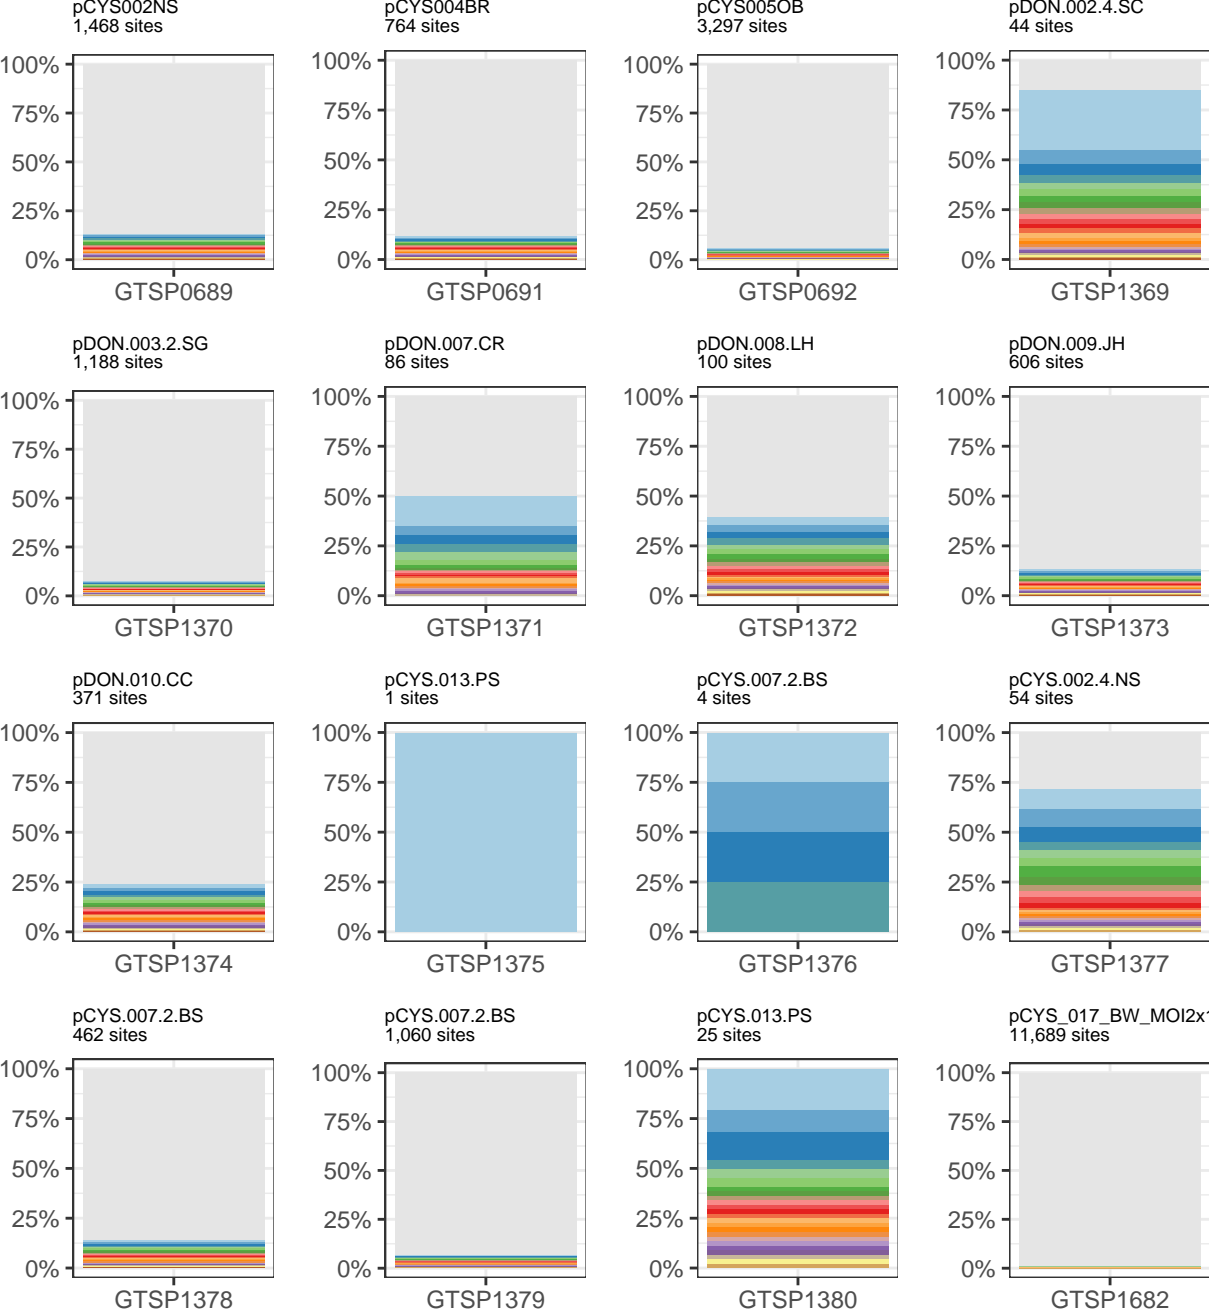 pCYS002NS
1,468 sites
100%
75%
50%
25%
0%
GTSP0689
pCYS004BR
764 sites
100%
75%
50%
25%
0%
GTSP0691
pCYS005OB
3,297 sites
100%
75%
50%
25%
0%
GTSP0692
pDON.002.4.SC
44 sites
100%
75%
50%
25%
0%
GTSP1369
pDON.003.2.SG
1,188 sites
100%
75%
50%
25%
0%
GTSP1370
pDON.007.CR
86 sites
100%
75%
50%
25%
0%
GTSP1371
pDON.008.LH
100 sites
100%
75%
50%
25%
0%
GTSP1372
pDON.009.JH
606 sites
100%
75%
50%
25%
0%
GTSP1373
pDON.010.CC
371 sites
100%
75%
50%
25%
0%
GTSP1374
pCYS.013.PS
1 sites
100%
75%
50%
25%
0%
GTSP1375
pCYS.007.2.BS
4 sites
100%
75%
50%
25%
0%
GTSP1376
pCYS.002.4.NS
54 sites
100%
75%
50%
25%
0%
GTSP1377
pCYS.007.2.BS
462 sites
100%
75%
50%
25%
0%
GTSP1378
pCYS.007.2.BS
1,060 sites
100%
75%
50%
25%
0%
GTSP1379
pCYS.013.PS
25 sites
100%
75%
50%
25%
0%
GTSP1380
pCYS_017_BW_MOI2x1
11,689 sites
100%
75%
50%
25%
0%
GTSP1682